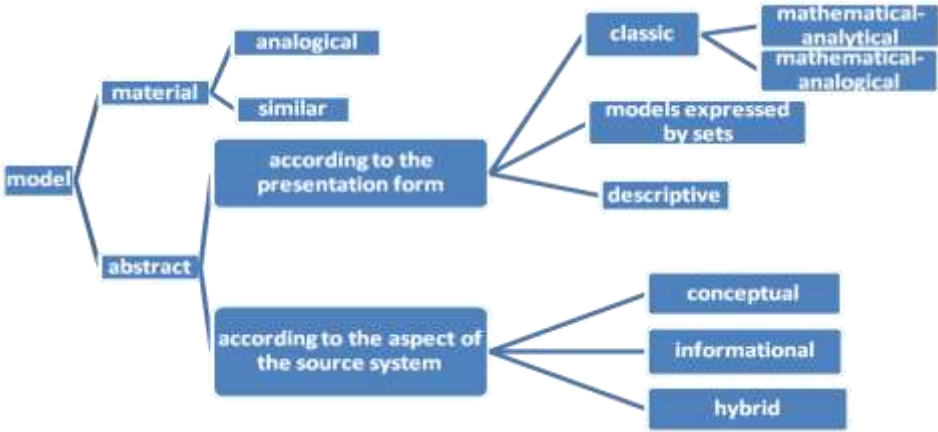 model
material
analogical
similar
abstract
according to the
presentation form
classic
mathematical-
analytical
mathematical-
analogical
models expressed
by sets
descriptive
according to the aspect of
the source system
conceptual
informational
hybrid